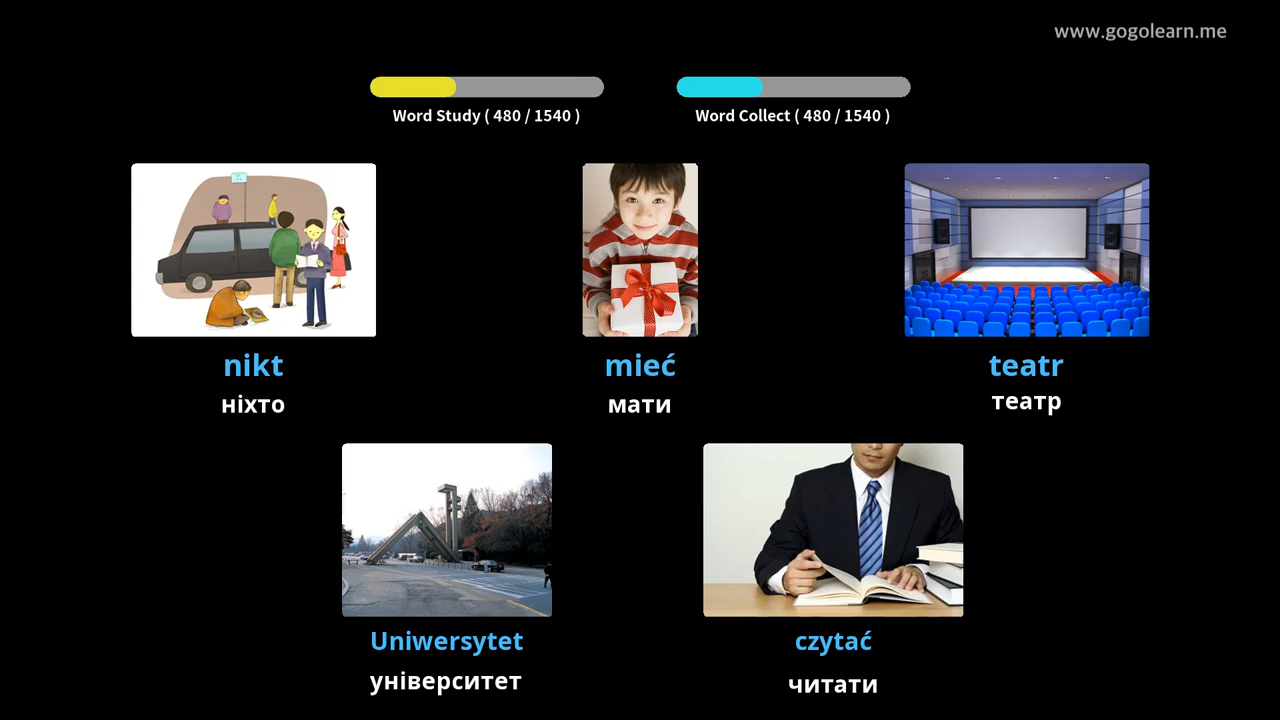 www.gogolearn.me
Word Study ( 480 / 1540 )
Word Collect ( 480 / 1540 )
nikt
ніхто
mieć
мати
teatr
театр
Uniwersytet
університет
czytać
читати